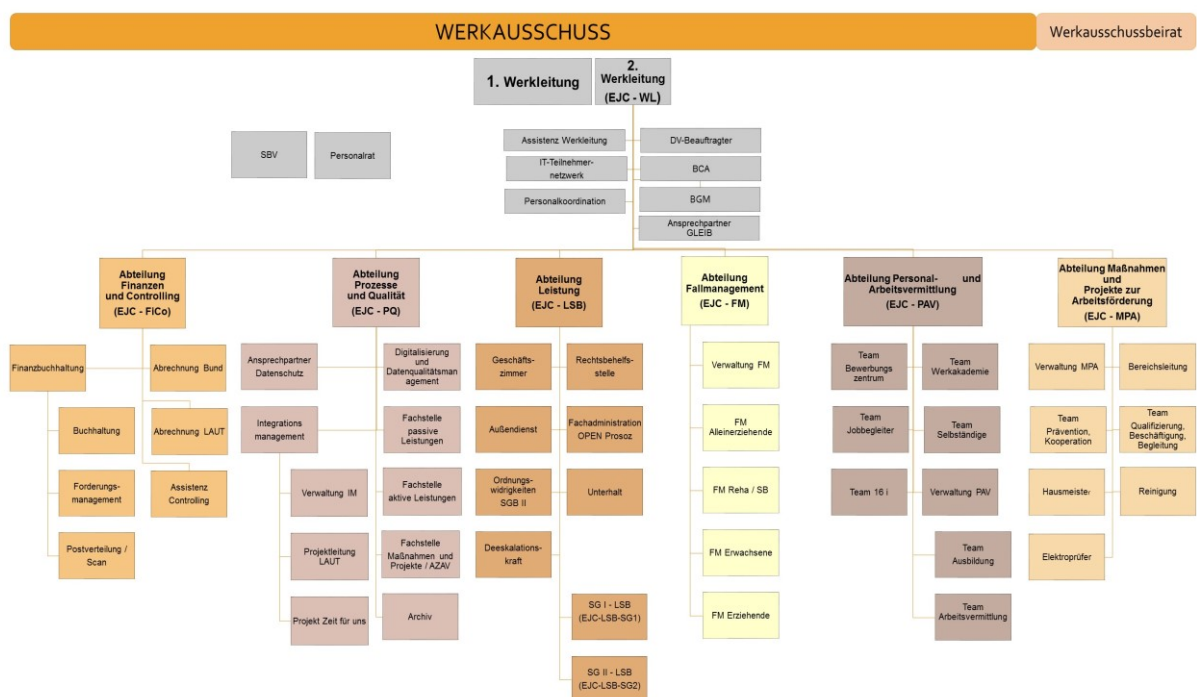 WERKAUSSCHUSS
Werkausschussbeirat
1. Werkleitung
2.
Werkleitung
(EJC - WL)
SBV
Personalrat
Assistenz Werkleitung
DV-Beauftragter
IT-Teilnehmer-
netzwerk
BCA
Personalkoordination
BGM
Ansprechpartner
GLEIB
Abteilung
Finanzen
und Controlling
(EJC - FiCo)
Finanzbuchhaltung
Abrechnung Bund
Buchhaltung
Abrechnung LAUT
Forderungs-
management
Assistenz
Controlling
Postverteilung /
Scan
Abteilung
Prozesse
und Qualität
(EJC - PQ)
Ansprechpartner
Datenschutz
Digitalisierung
und
Datenqualitätsman
agement
Integrations
management
Fachstelle
passive
Leistungen
Verwaltung IM
Fachstelle
aktive Leistungen
Projektleitung
LAUT
Fachstelle
Maßnahmen und
Projekte / AZAV
Projekt Zeit für uns
Archiv
Abteilung
Leistung
(EJC - LSB)
Geschäfts-
zimmer
Rechtsbehelfs-
stelle
Außendienst
Fachadministration
OPEN Prosoz
Ordnungs-
widrigkeiten
SGB II
Unterhalt
Deeskalations-
kraft
SG I - LSB
(EJC-LSB-SG1)
SG II - LSB
(EJC-LSB-SG2)
Abteilung
Fallmanagement
(EJC - FM)
Verwaltung FM
FM
Alleinerziehende
FM Reha / SB
FM Erwachsene
FM Erziehende
Abteilung Personal- und
Arbeitsvermittlung
(EJC - PAV)
Team
Bewerbungs
zentrum
Team
Werkakademie
Team
Jobbegleiter
Team
Selbständige
Team 16 i
Verwaltung PAV
Team
Ausbildung
Team
Arbeitsvermittlung
Abteilung Maßnahmen
und
Projekte zur
Arbeitsförderung
(EJC - MPA)
Verwaltung MPA
Bereichsleitung
Team
Prävention,
Kooperation
Team
Qualifizierung,
Beschäftigung,
Begleitung
Hausmeister
Reinigung
Elektroprüfer